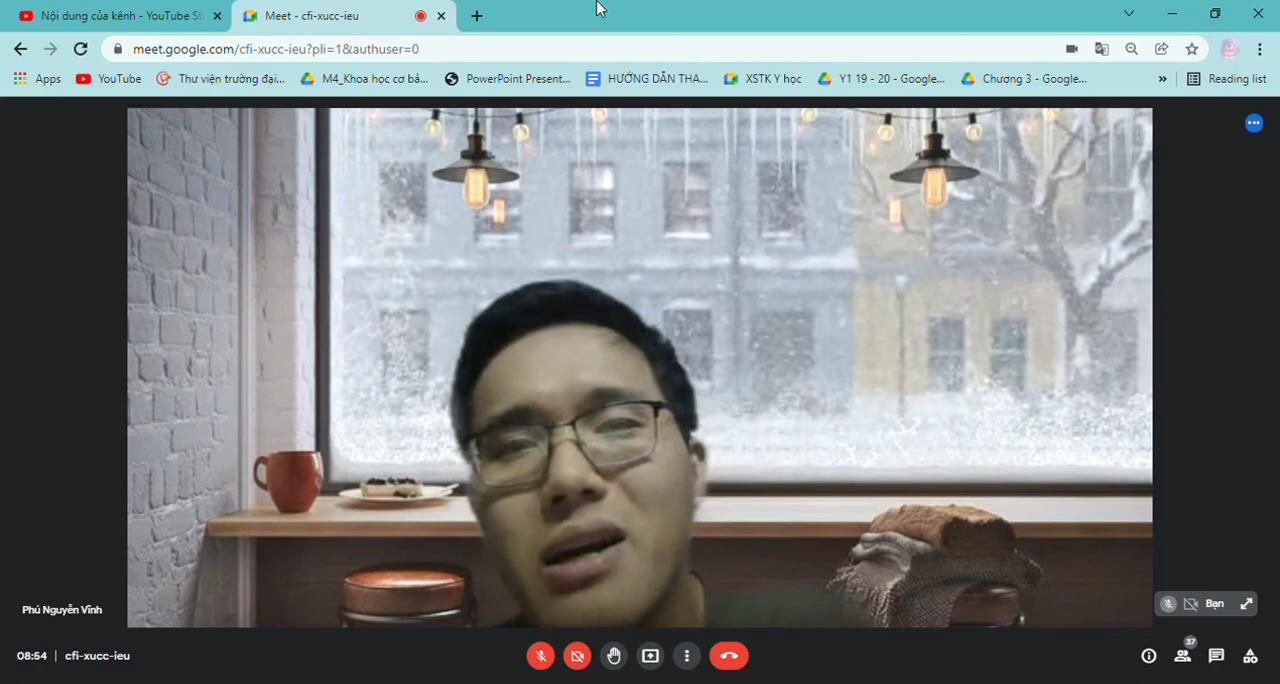 Nội dung của kênh - YouTube St
Meet - cfi-xucc-ieu
meet.google.com/cfi-xucc-ieu?pli=1&authuser=0
Apps
YouTube
Thư viện trường đại...
M4_Khoa học cơ bả...
PowerPoint Present...
HƯỚNG DẪN THA...
XSTK Y học
Y1 19 - 20 - Google...
Chương 3 - Google...
»
Reading list
Phú Nguyễn Vĩnh
Bạn
08:54 | cfi-xucc-ieu
37